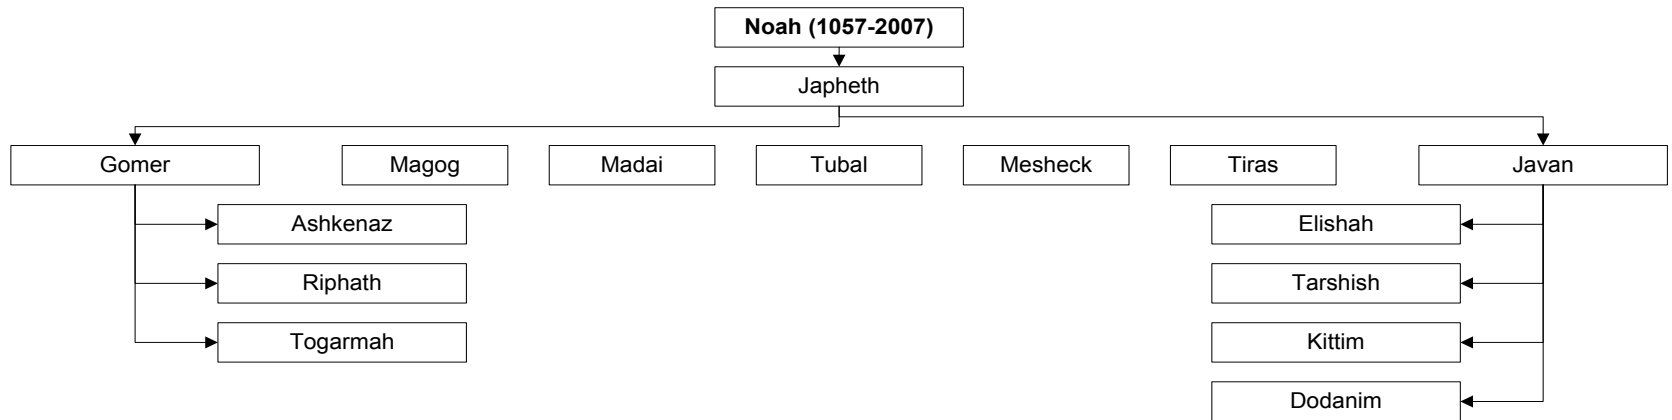 Noah (1057-2007)
Japheth
Gomer
Magog
Madai
Tubal
Mesheck
Tiras
Javan
Ashkenaz
Elishah
Riphath
Tarshish
Togarmah
Kittim
Dodanim